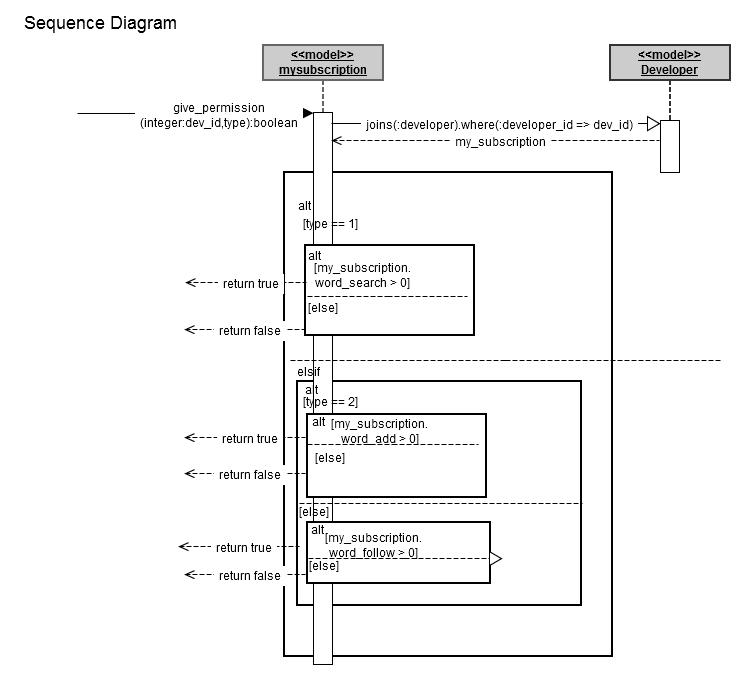 Sequence Diagram
<<model>>
mysubscription
<<model>>
Developer
give_permission
(integer:dev_id,type):boolean
joins(:developer).where(:developer_id => dev_id)
my_subscription
alt
[type == 1]
alt
[my_subscription.
word_search > 0]
return true
[else]
return false
elsif
alt
[type == 2]
alt [my_subscription.
word_add > 0]
return true
[else]
return false
[else]
alt
[my_subscription.
word_follow > 0]
return true
[else]
return false